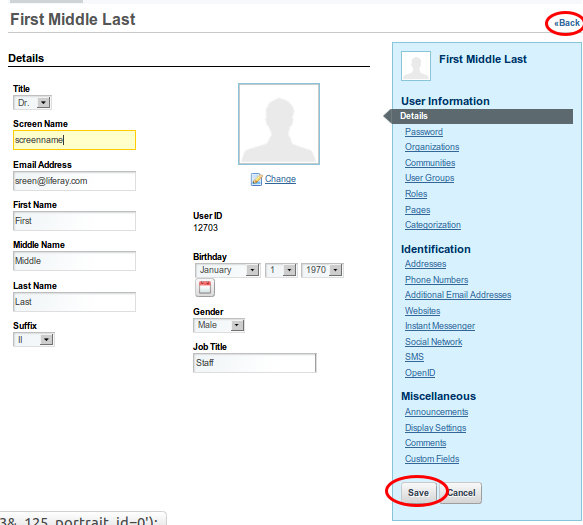 First Middle Last
«Back
Details
Title
Dr.
Screen Name
screenname
Email Address
sreen@liferay.com
First Name
First
Middle Name
Middle
Last Name
Last
Suffix
II
Change
User ID
12703
Birthday
January 1 1970
Gender
Male
Job Title
Staff
First Middle Last
User Information
Details
Password
Organizations
Communities
User Groups
Roles
Pages
Categorization
Identification
Addresses
Phone Numbers
Additional Email Addresses
Websites
Instant Messenger
Social Network
SMS
OpenID
Miscellaneous
Announcements
Display Settings
Comments
Custom Fields
Save Cancel
3&_125_portrait_id=0');